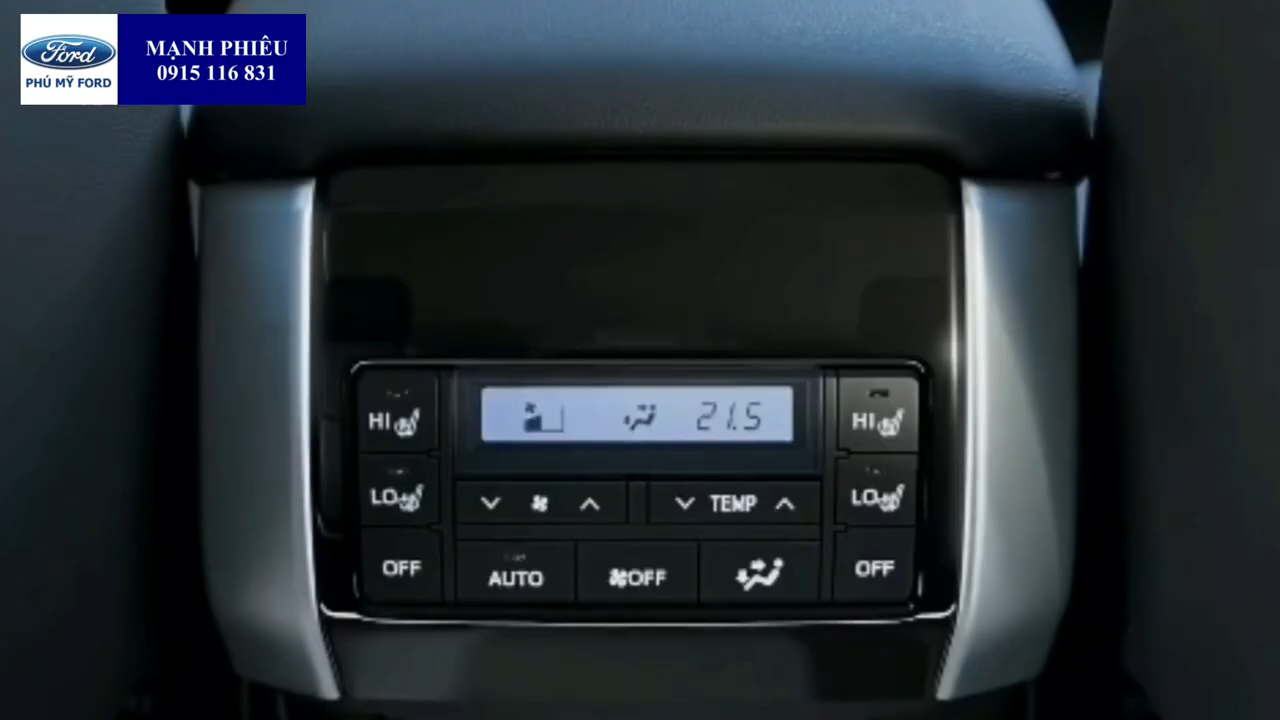 Ford
PHÚ MỸ FORD
MẠNH PHIÊU
0915 116 831
HI
21.5
HI
LO
TEMP
LO
OFF
AUTO
OFF
OFF